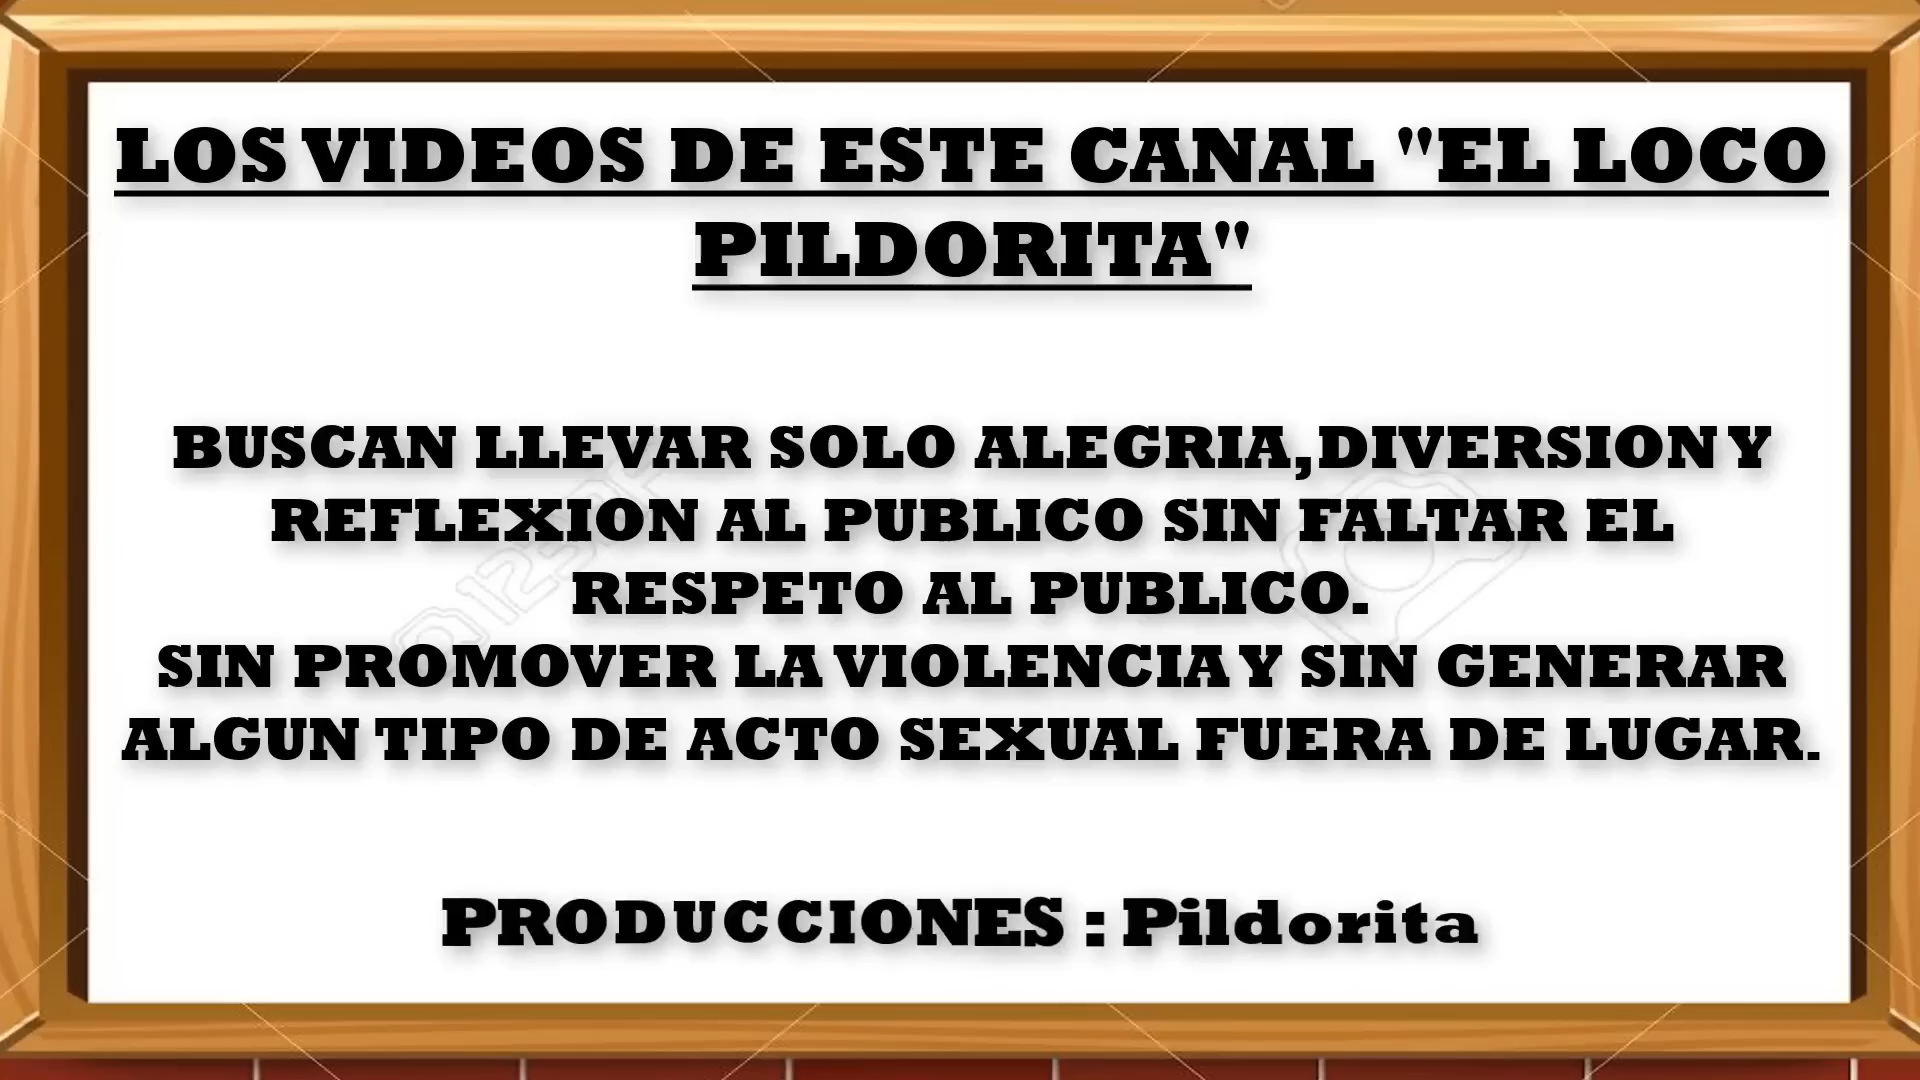 LOS VIDEOS DE ESTE CANAL "EL LOCO
PILDORITA"
BUSCAN LLEVAR SOLO ALEGRIA,DIVERSION Y
REFLEXION AL PUBLICO SIN FALTAR EL
RESPETO AL PUBLICO.
SIN PROMOVER LA VIOLENCIA Y SIN GENERAR
ALGUN TIPO DE ACTO SEXUAL FUERA DE LUGAR.
PRODUCCIONES : Pildorita